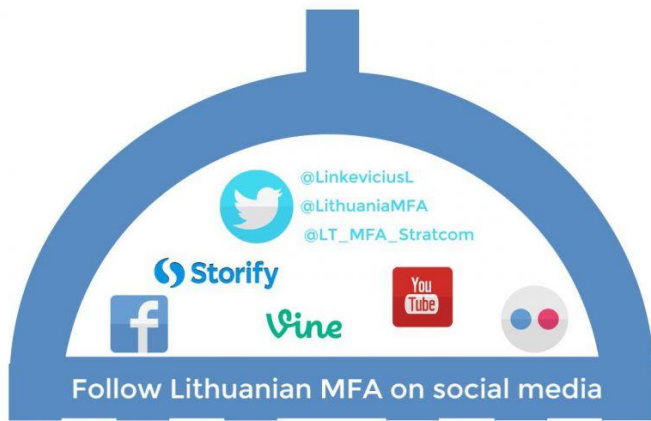 @LinkeviciusL
@LithuaniaMFA
@LT_MFA_Stratcom
Storify
You
Tube
f
Vine
Follow Lithuanian MFA on social media